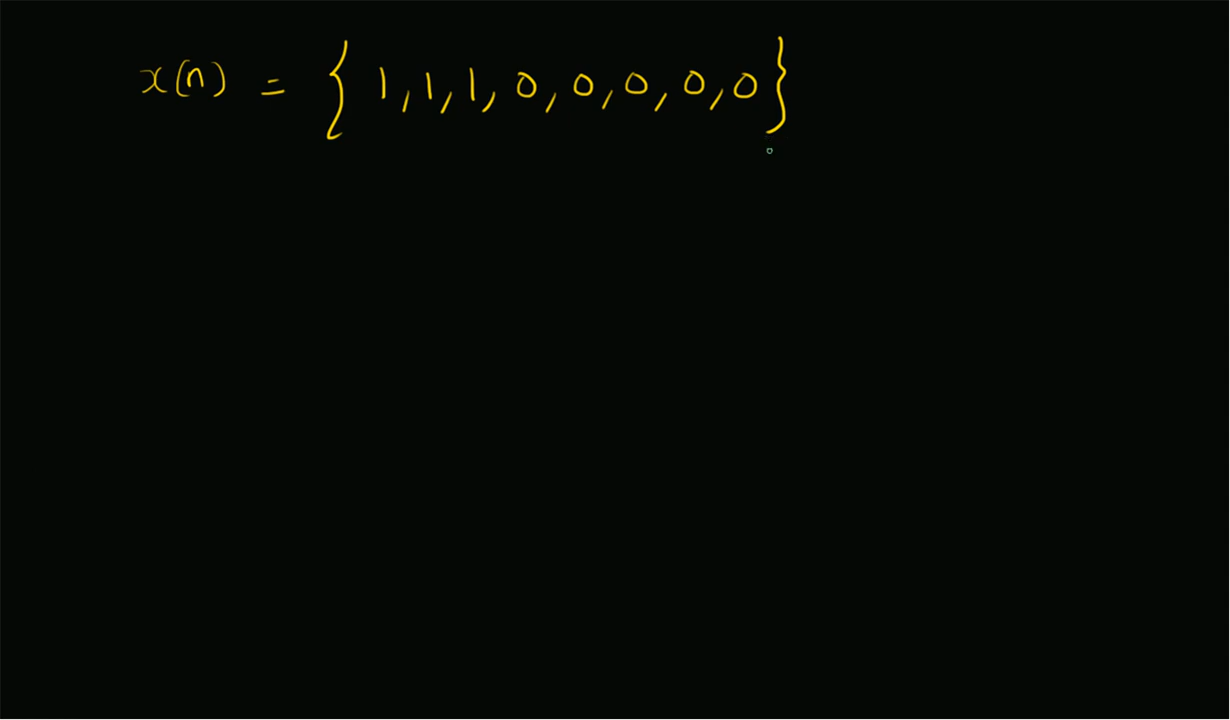 x(n) = { 1, 1, 1, 0, 0, 0, 0, 0 }